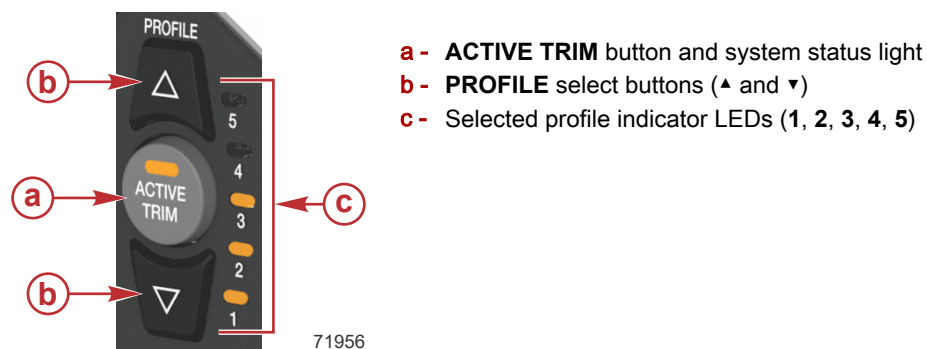 PROFILE
a - ACTIVE TRIM button and system status light
b
b - PROFILE select buttons (▲ and ▼)
c - Selected profile indicator LEDs (1, 2, 3, 4, 5)
5
4
a
ACTIVE
TRIM
c
3
2
b
1
71956